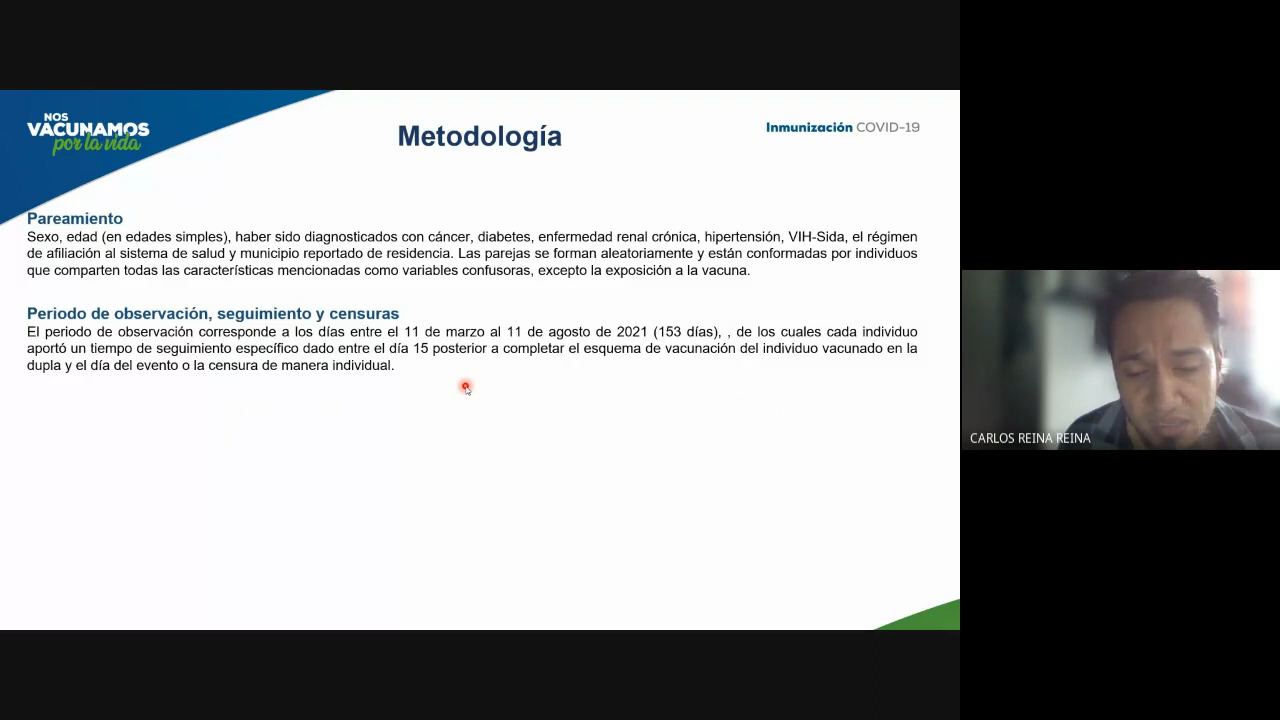 NOS
VACUNAMOS
por la vida
Metodología
Inmunización COVID-19
Pareamiento
Sexo, edad (en edades simples), haber sido diagnosticados con cáncer, diabetes, enfermedad renal crónica, hipertensión, VIH-Sida, el régimen
de afiliación al sistema de salud y municipio reportado de residencia. Las parejas se forman aleatoriamente y están conformadas por individuos
que comparten todas las características mencionadas como variables confusoras, excepto la exposición a la vacuna.
Periodo de observación, seguimiento y censuras
El periodo de observación corresponde a los días entre el 11 de marzo al 11 de agosto de 2021 (153 días), , de los cuales cada individuo
aportó un tiempo de seguimiento específico dado entre el día 15 posterior a completar el esquema de vacunación del individuo vacunado en la
dupla y el día del evento o la censura de manera individual.
CARLOS REINA REINA